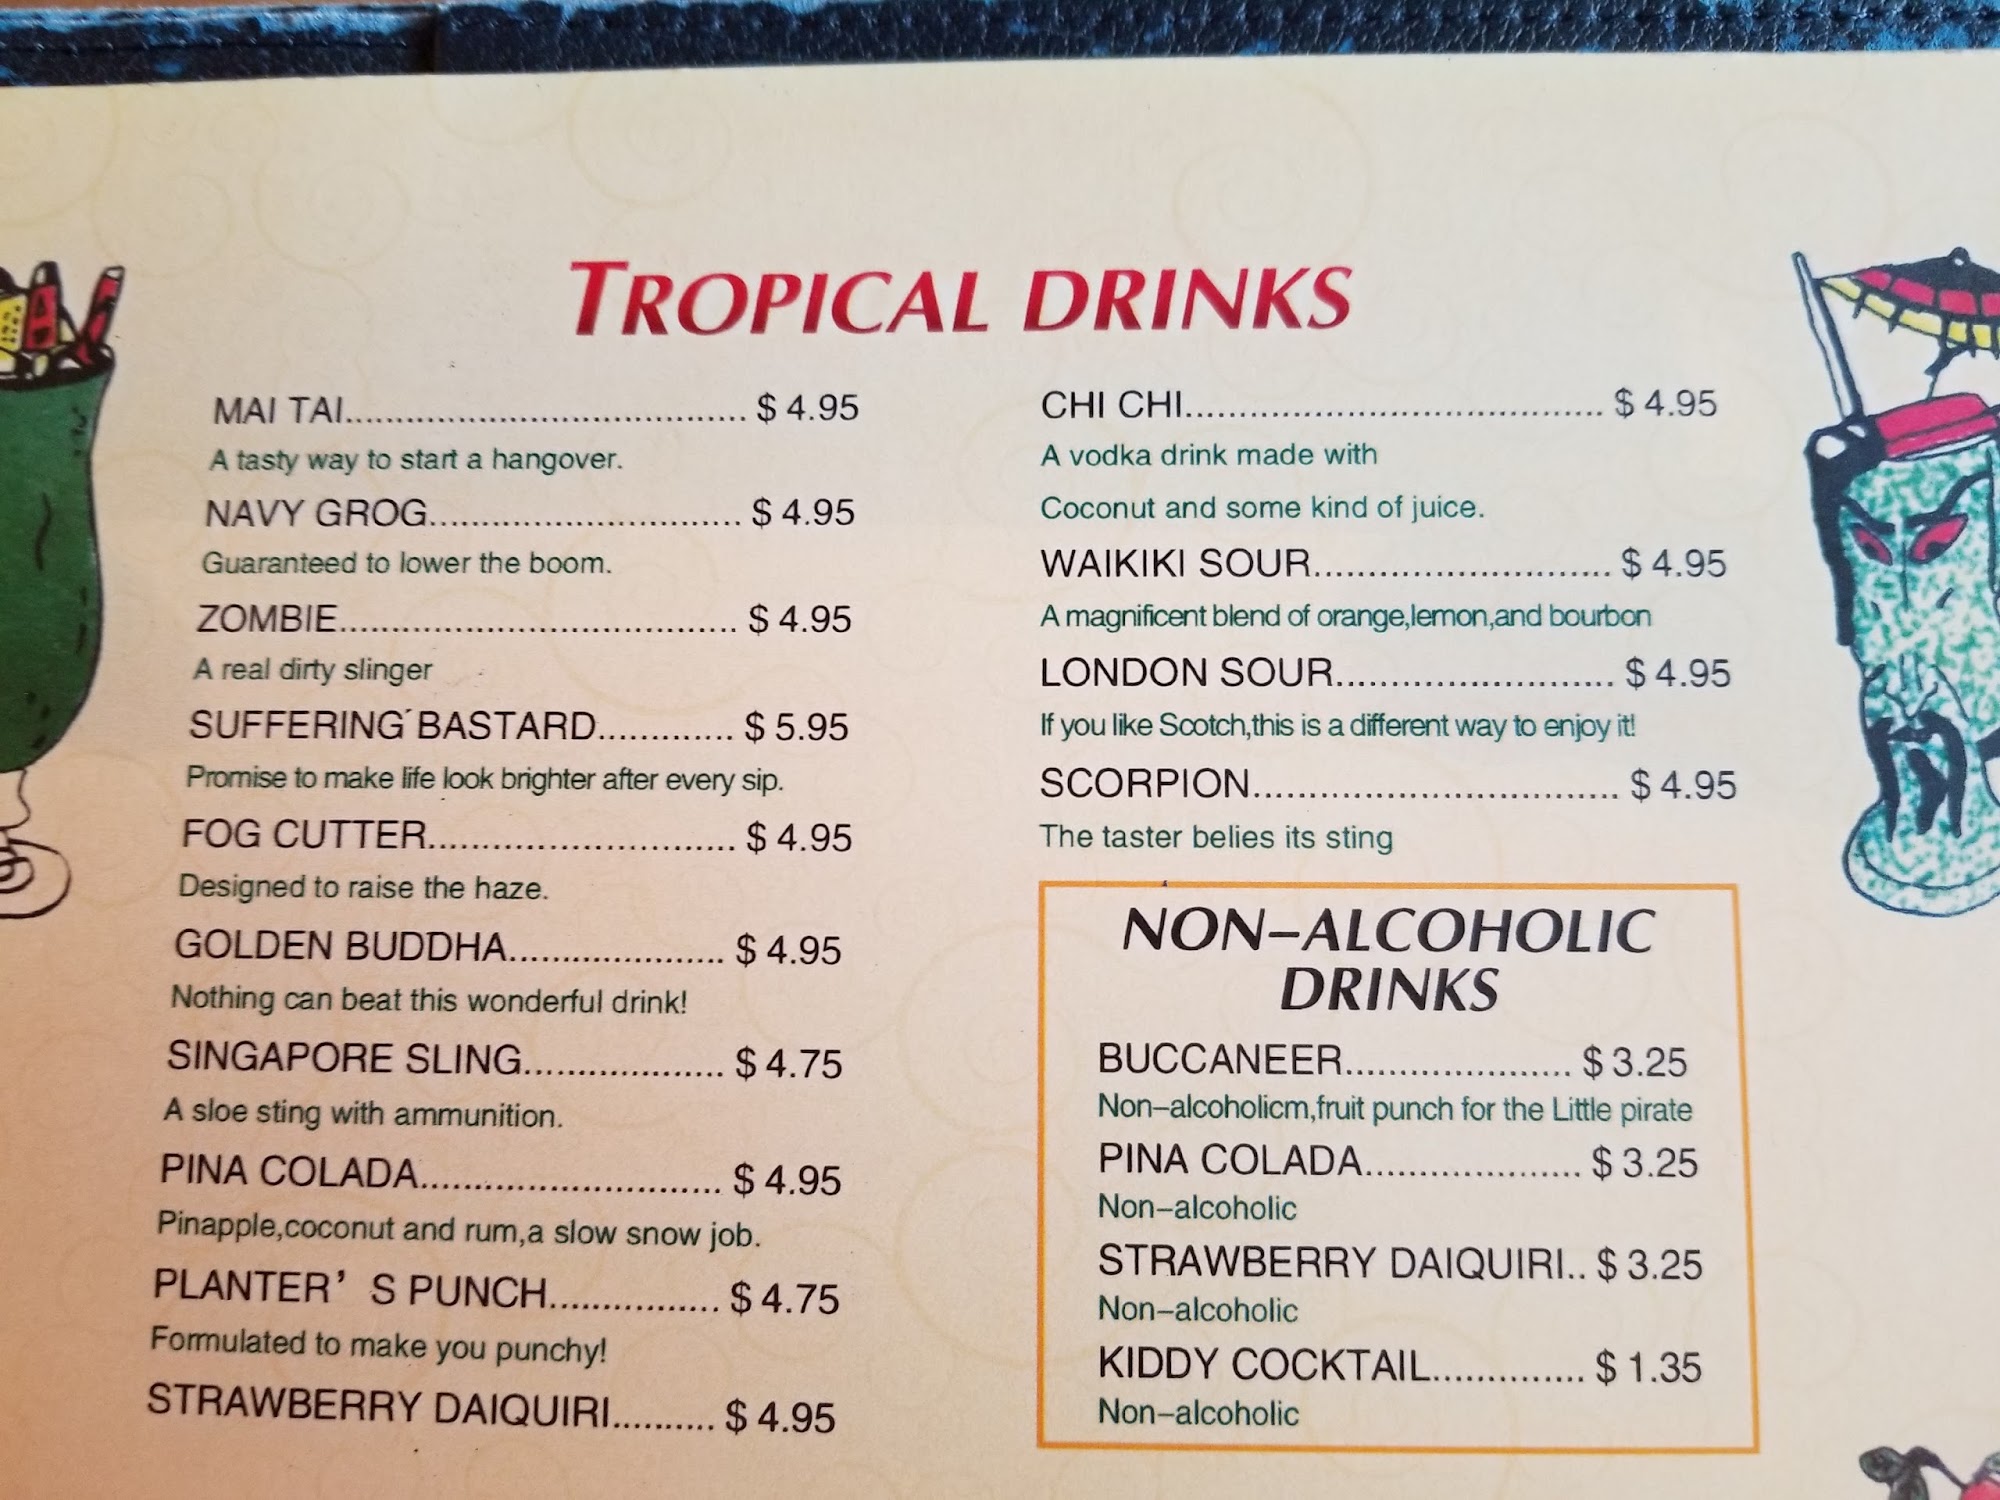 TROPICAL DRINKS
MAI TAI....................................... $ 4.95
A tasty way to start a hangover.
NAVY GROG.............................. $ 4.95
Guaranteed to lower the boom.
ZOMBIE...................................... $ 4.95
A real dirty slinger
SUFFERING BASTARD............. $ 5.95
Promise to make life look brighter after every sip.
FOG CUTTER............................. $ 4.95
Designed to raise the haze.
GOLDEN BUDDHA.................... $ 4.95
Nothing can beat this wonderful drink!
SINGAPORE SLING................... $ 4.75
A sloe sting with ammunition.
PINA COLADA............................ $ 4.95
Pinapple,coconut and rum,a slow snow job.
PLANTER’ S PUNCH................ $ 4.75
Formulated to make you punchy!
STRAWBERRY DAIQUIRI.......... $ 4.95
CHI CHI....................................... $ 4.95
A vodka drink made with
Coconut and some kind of juice.
WAIKIKI SOUR............................ $ 4.95
A magnificent blend of orange,lemon,and bourbon
LONDON SOUR......................... $ 4.95
If you like Scotch,this is a different way to enjoy it!
SCORPION.................................. $ 4.95
The taster belies its sting
NON-ALCOHOLIC
DRINKS
BUCCANEER..................... $ 3.25
Non-alcoholicm,fruit punch for the Little pirate
PINA COLADA.................... $ 3.25
Non-alcoholic
STRAWBERRY DAIQUIRI.. $ 3.25
Non-alcoholic
KIDDY COCKTAIL.............. $ 1.35
Non-alcoholic